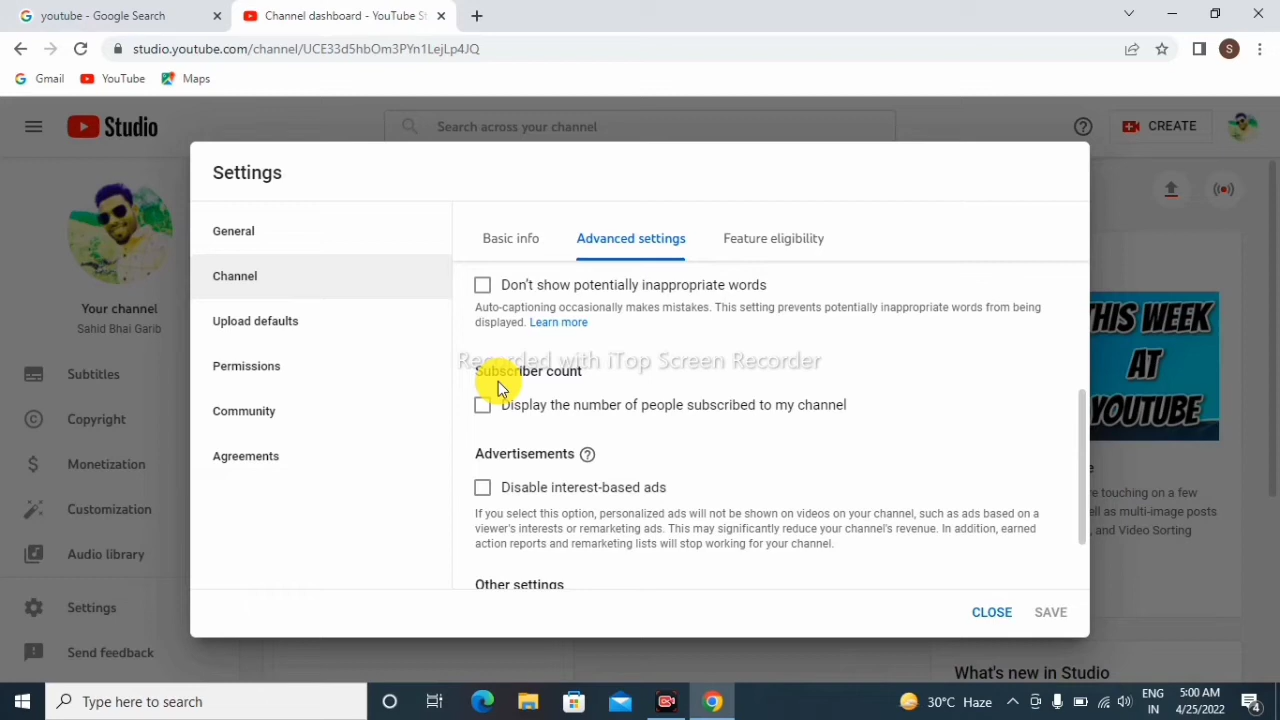 youtube - Google Search
Channel dashboard - YouTube St
studio.youtube.com/channel/UCE33d5hbOm3PYn1LejLp4JQ
S
Gmail
YouTube
Maps
Studio
Search across your channel
CREATE
Settings
General
Channel
Upload defaults
Permissions
Community
Agreements
Basic info
Advanced settings
Feature eligibility
Don't show potentially inappropriate words
Auto-captioning occasionally makes mistakes. This setting prevents potentially inappropriate words from being
displayed. Learn more
Recorded with iTop Screen Recorder
Subscriber count
Display the number of people subscribed to my channel
Advertisements
Disable interest-based ads
If you select this option, personalized ads will not be shown on videos on your channel, such as ads based on a
viewer's interests or remarketing ads. This may significantly reduce your channel's revenue. In addition, earned
action reports and remarketing lists will stop working for your channel.
Other settings
CLOSE
SAVE
Your channel
Sahid Bhai Garib
Subtitles
Copyright
Monetization
Customization
Audio library
Settings
Send feedback
THIS WEEK
AT
YOUTUBE
e
re touching on a few
ell as multi-image posts
, and Video Sorting
What's new in Studio
Type here to search
30°C Haze
ENG
IN
5:00 AM
4/25/2022
4